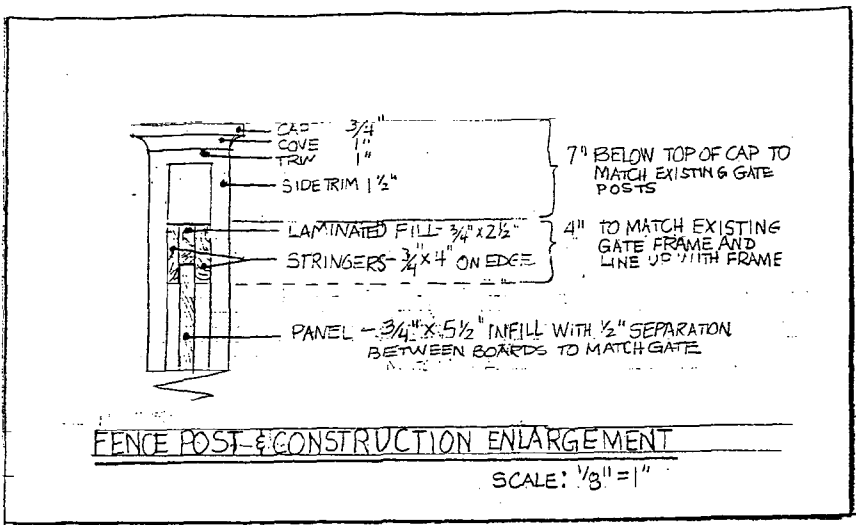 CAP 3/4"
COVE 1"
TRIM 1"
SIDE TRIM 1 1/2"
7" BELOW TOP OF CAP TO
MATCH EXISTING GATE
POSTS
LAMINATED FILL - 3/4" x 2 1/2"
STRINGERS - 3/4" x 4" ON EDGE
4" TO MATCH EXISTING
GATE FRAME AND
LINE UP WITH FRAME
PANEL - 3/4" x 5 1/2" INFILL WITH 1/2" SEPARATION
BETWEEN BOARDS TO MATCH GATE
FENCE POST & CONSTRUCTION ENLARGEMENT
SCALE: 1/8" = 1"